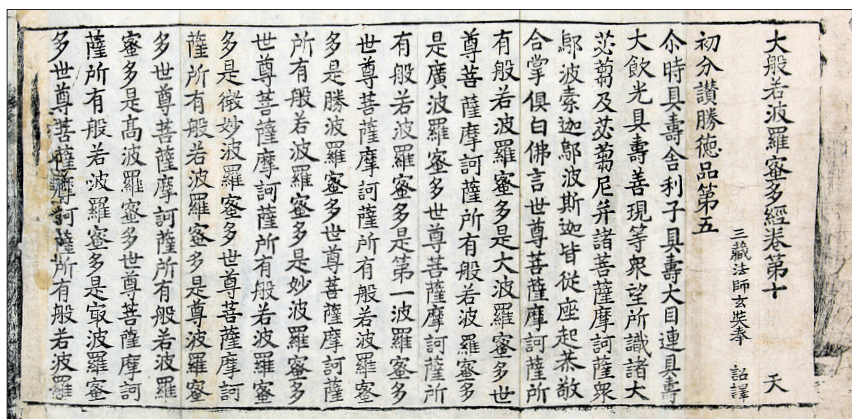 大般若波羅蜜多經卷第十 天
三藏法師玄奘奉 詔譯
初分讚勝德品第五
尒時具壽舍利子具壽大目連具壽
大飲光具壽善現等衆望所識諸大
苾蒭及苾蒭尼并諸菩薩摩訶薩衆
鄔波索迦鄔波斯迦皆從座起恭敬
合掌俱白佛言世尊菩薩摩訶薩所
有般若波羅蜜多是大波羅蜜多世
尊菩薩摩訶薩所有般若波羅蜜多
是廣波羅蜜多世尊菩薩摩訶薩所
有般若波羅蜜多是第一波羅蜜多
世尊菩薩摩訶薩所有般若波羅蜜
多是勝波羅蜜多世尊菩薩摩訶薩
所有般若波羅蜜多是妙波羅蜜多
世尊菩薩摩訶薩所有般若波羅蜜
多是微妙波羅蜜多世尊菩薩摩訶
薩所有般若波羅蜜多是尊波羅蜜
多世尊菩薩摩訶薩所有般若波羅
蜜多是高波羅蜜多世尊菩薩摩訶
薩所有般若波羅蜜多是㝡波羅蜜
多世尊菩薩摩訶薩所有般若波羅